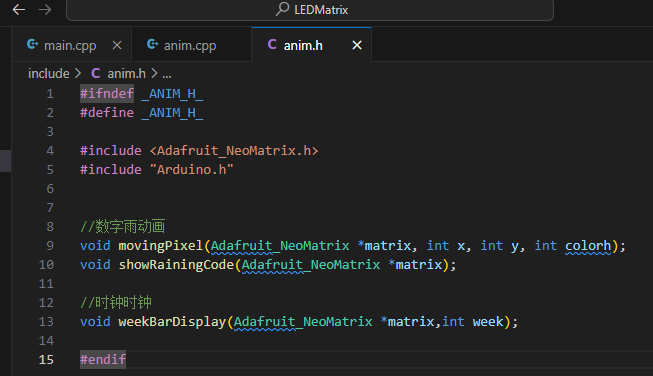 LEDMatrix
main.cpp anim.cpp anim.h
include > anim.h > ...
1 #ifndef _ANIM_H_
2 #define _ANIM_H_
3
4 #include <Adafruit_NeoMatrix.h>
5 #include "Arduino.h"
6
7
8 //数字雨动画
9 void movingPixel(Adafruit_NeoMatrix *matrix, int x, int y, int colorh);
10 void showRainingCode(Adafruit_NeoMatrix *matrix);
11
12 //时钟时钟
13 void weekBarDisplay(Adafruit_NeoMatrix *matrix,int week);
14
15 #endif